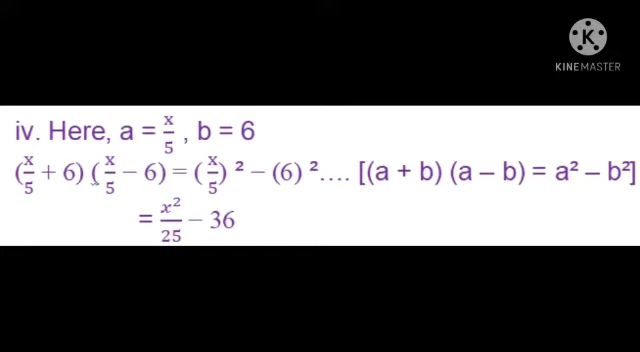 KINEMASTER
iv. Here, a = x/5 , b = 6
(x/5 + 6) (x/5 − 6) = (x/5) ² − (6) ²…. [(a + b) (a – b) = a² – b²]
= x²/25 − 36